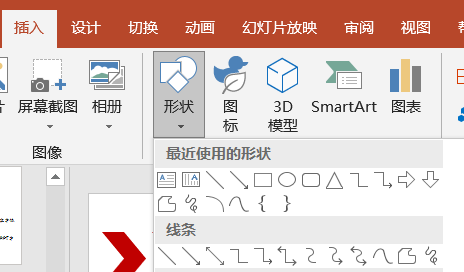 插入 设计 切换 动画 幻灯片放映 审阅 视图
屏幕截图 相册 形状 图标 3D模型 SmartArt 图表
图像
最近使用的形状
线条